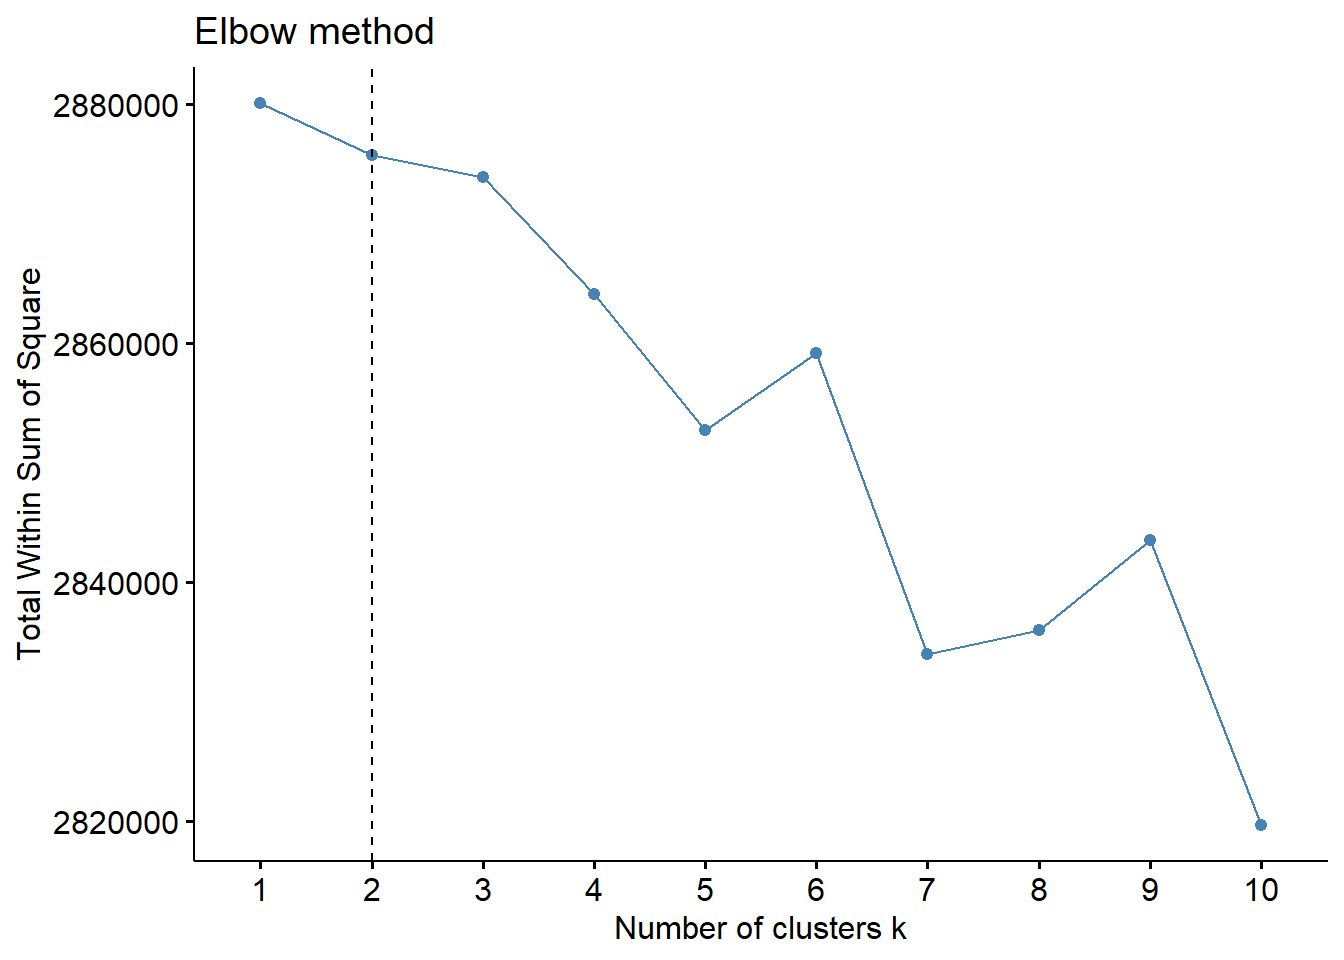 Elbow method
Total Within Sum of Square
2880000
2860000
2840000
2820000
1 2 3 4 5 6 7 8 9 10
Number of clusters k